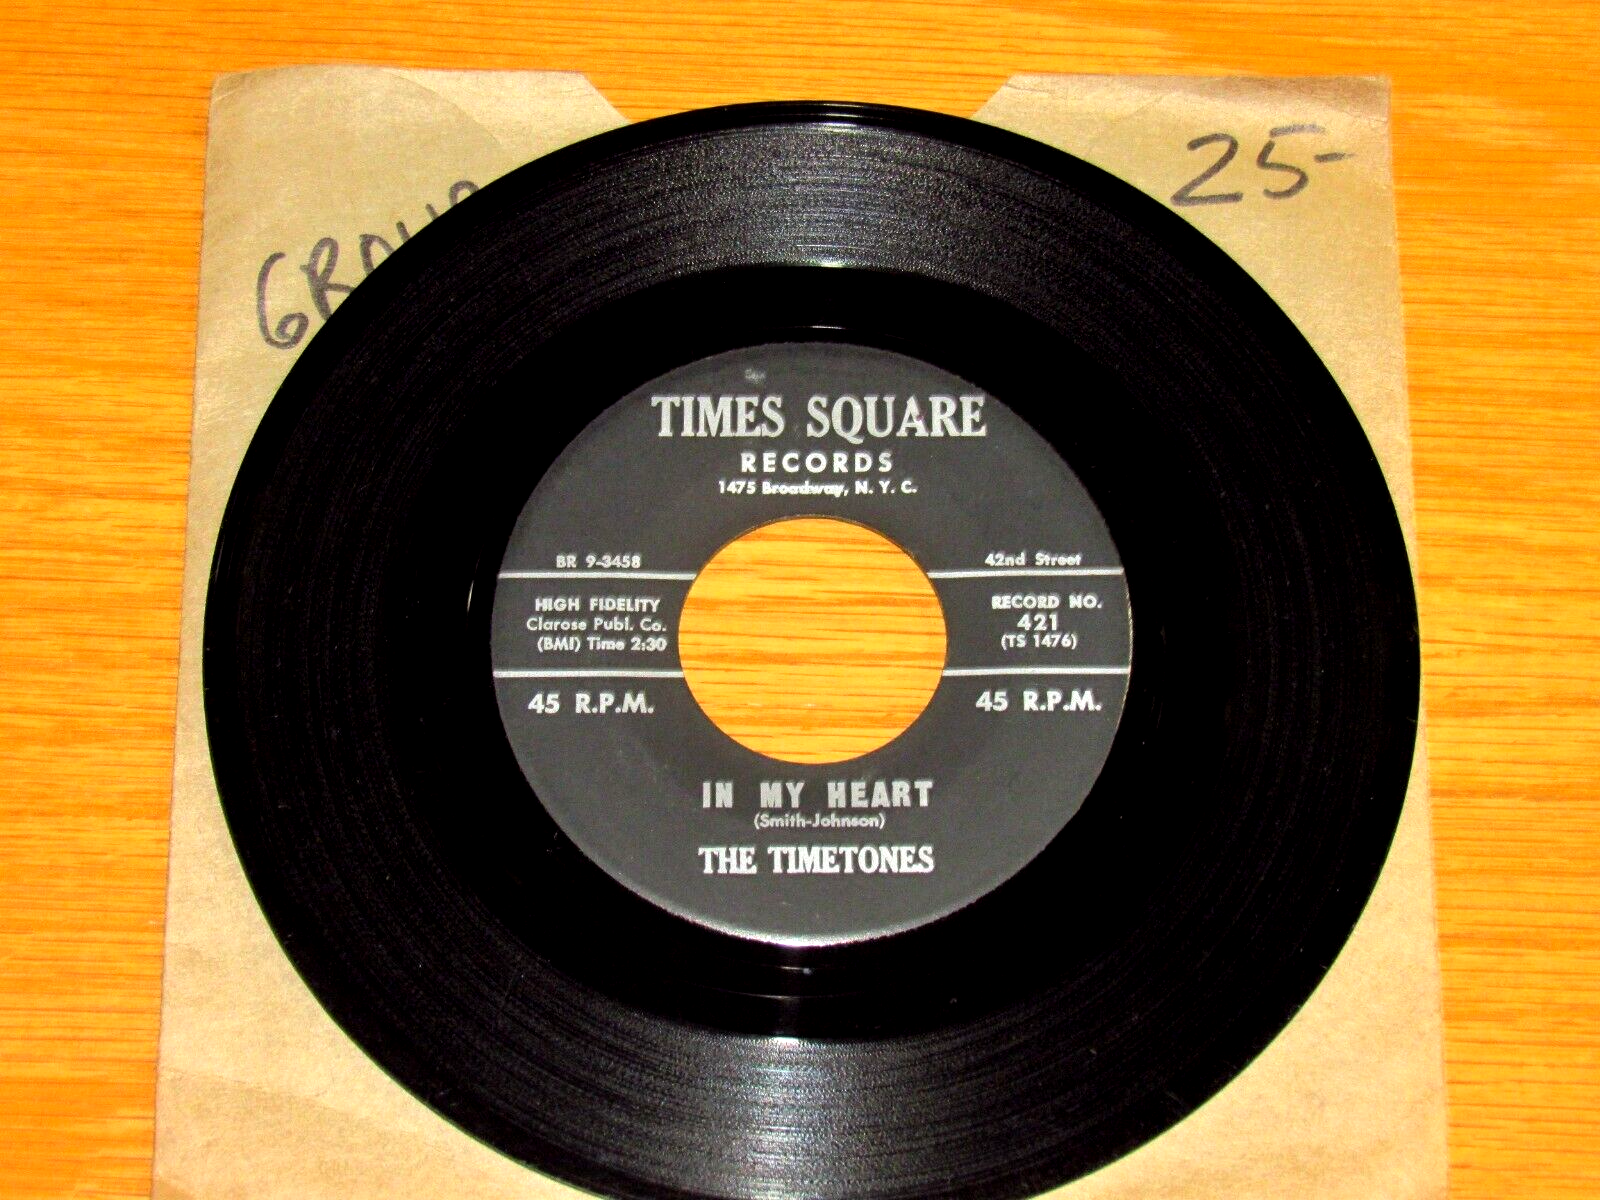 25-
TIMES SQUARE
RECORDS
1475 Broadway, N. Y. C.
BR 9-3458
42nd Street
HIGH FIDELITY
Clarose Publ. Co.
(BMI) Time 2:30
RECORD NO.
421
(TS 1476)
45 R.P.M.
45 R.P.M.
IN MY HEART
(Smith-Johnson)
THE TIMETONES